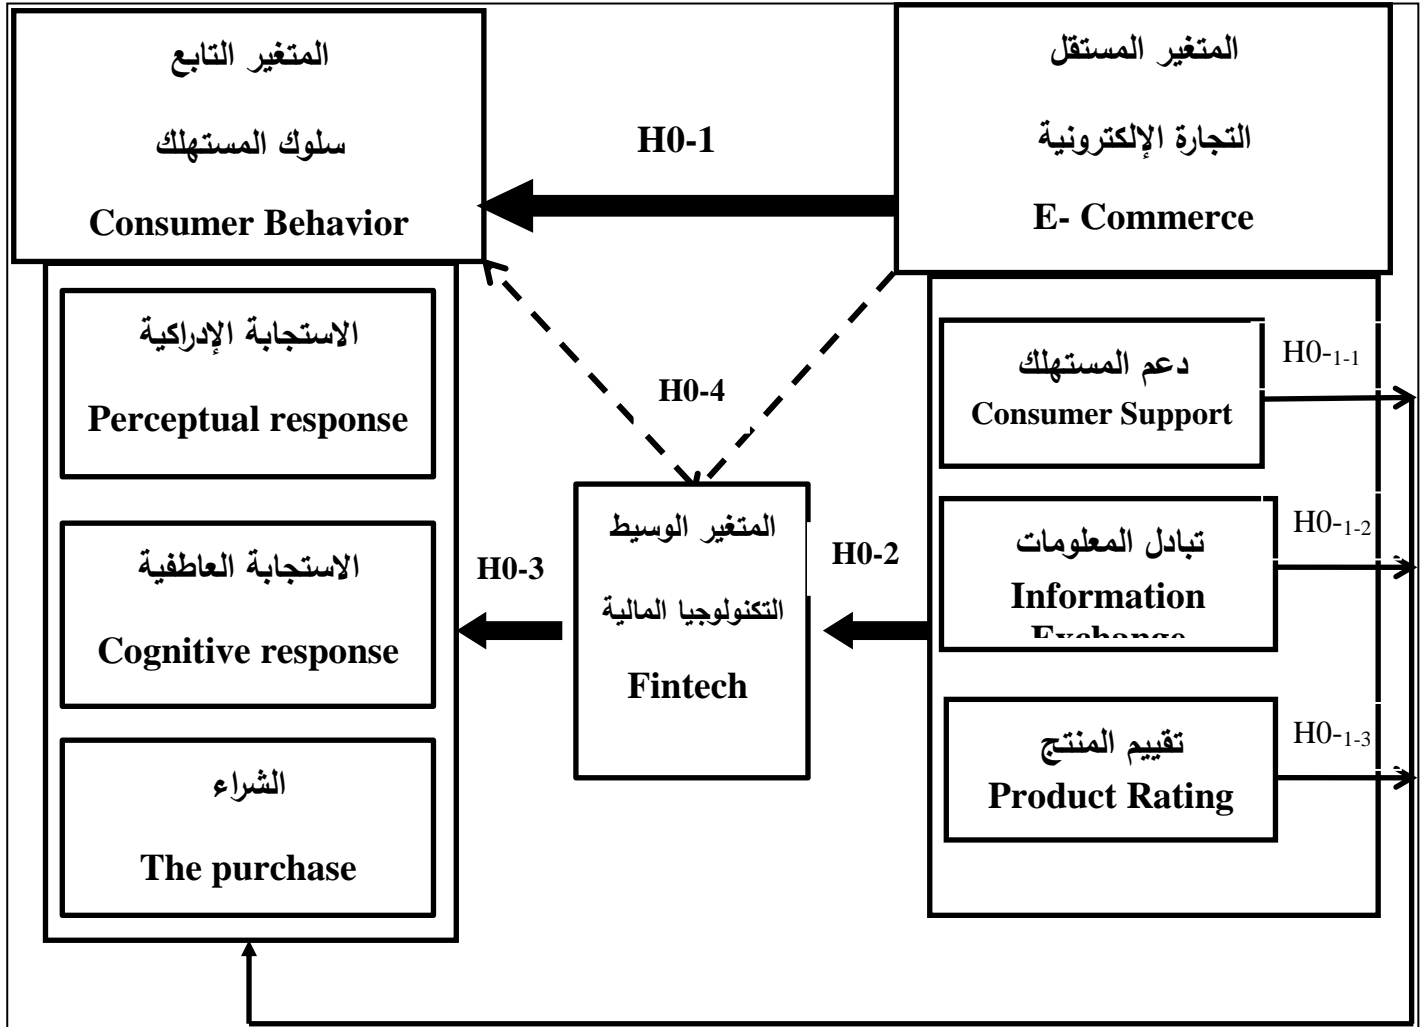 المتغير المستقل
التجارة الإلكترونية
E- Commerce
H0-1
المتغير التابع
سلوك المستهلك
Consumer Behavior
دعم المستهلك
Consumer Support
H0-1-1
تبادل المعلومات
Information
Exchange
H0-1-2
تقييم المنتج
Product Rating
H0-1-3
H0-4
H0-2
المتغير الوسيط
التكنولوجيا المالية
Fintech
H0-3
الاستجابة الإدراكية
Perceptual response
الاستجابة العاطفية
Cognitive response
الشراء
The purchase